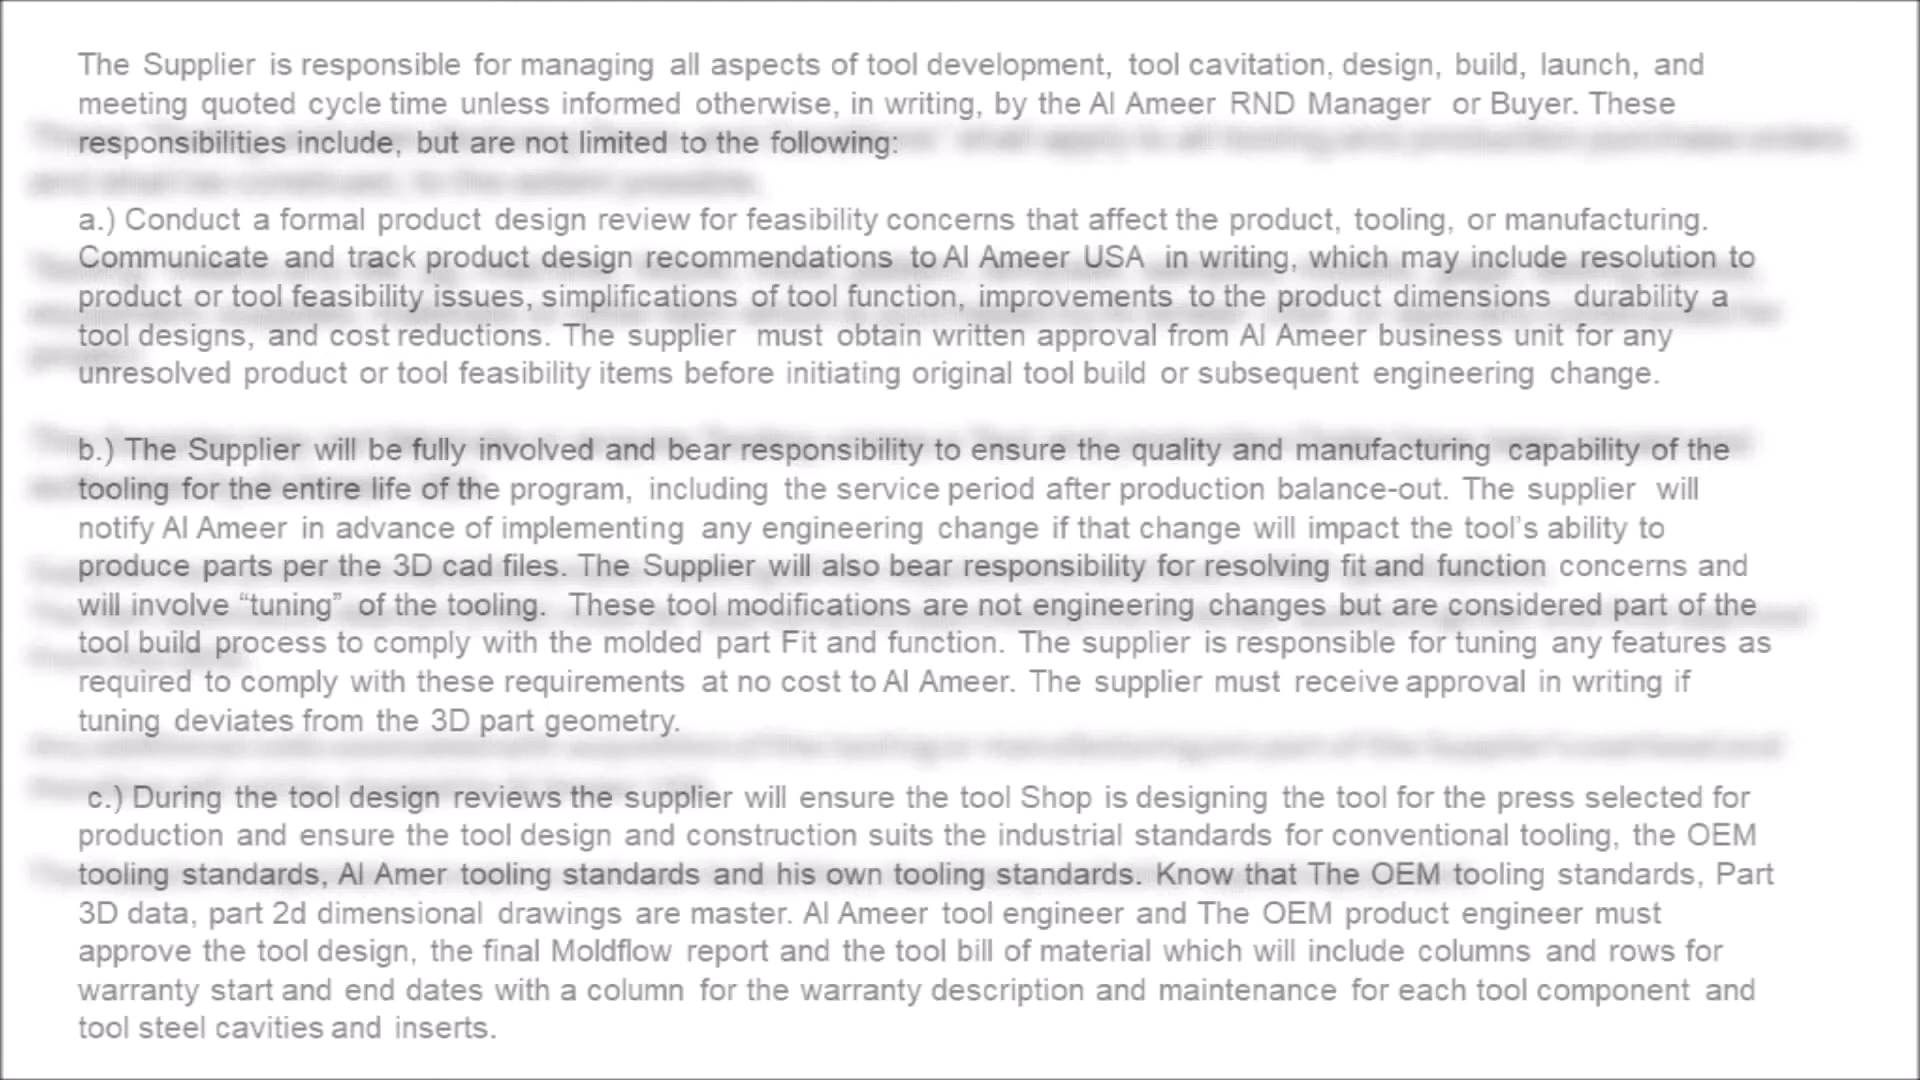 The Supplier is responsible for managing all aspects of tool development, tool cavitation, design, build, launch, and
meeting quoted cycle time unless informed otherwise, in writing, by the Al Ameer RND Manager or Buyer. These
responsibilities include, but are not limited to the following:
a.) Conduct a formal product design review for feasibility concerns that affect the product, tooling, or manufacturing.
Communicate and track product design recommendations to Al Ameer USA in writing, which may include resolution to
product or tool feasibility issues, simplifications of tool function, improvements to the product dimensions durability a
tool designs, and cost reductions. The supplier must obtain written approval from Al Ameer business unit for any
unresolved product or tool feasibility items before initiating original tool build or subsequent engineering change.
b.) The Supplier will be fully involved and bear responsibility to ensure the quality and manufacturing capability of the
tooling for the entire life of the program, including the service period after production balance-out. The supplier will
notify Al Ameer in advance of implementing any engineering change if that change will impact the tool’s ability to
produce parts per the 3D cad files. The Supplier will also bear responsibility for resolving fit and function concerns and
will involve “tuning” of the tooling. These tool modifications are not engineering changes but are considered part of the
tool build process to comply with the molded part Fit and function. The supplier is responsible for tuning any features as
required to comply with these requirements at no cost to Al Ameer. The supplier must receive approval in writing if
tuning deviates from the 3D part geometry.
c.) During the tool design reviews the supplier will ensure the tool Shop is designing the tool for the press selected for
production and ensure the tool design and construction suits the industrial standards for conventional tooling, the OEM
tooling standards, Al Amer tooling standards and his own tooling standards. Know that The OEM tooling standards, Part
3D data, part 2d dimensional drawings are master. Al Ameer tool engineer and The OEM product engineer must
approve the tool design, the final Moldflow report and the tool bill of material which will include columns and rows for
warranty start and end dates with a column for the warranty description and maintenance for each tool component and
tool steel cavities and inserts.